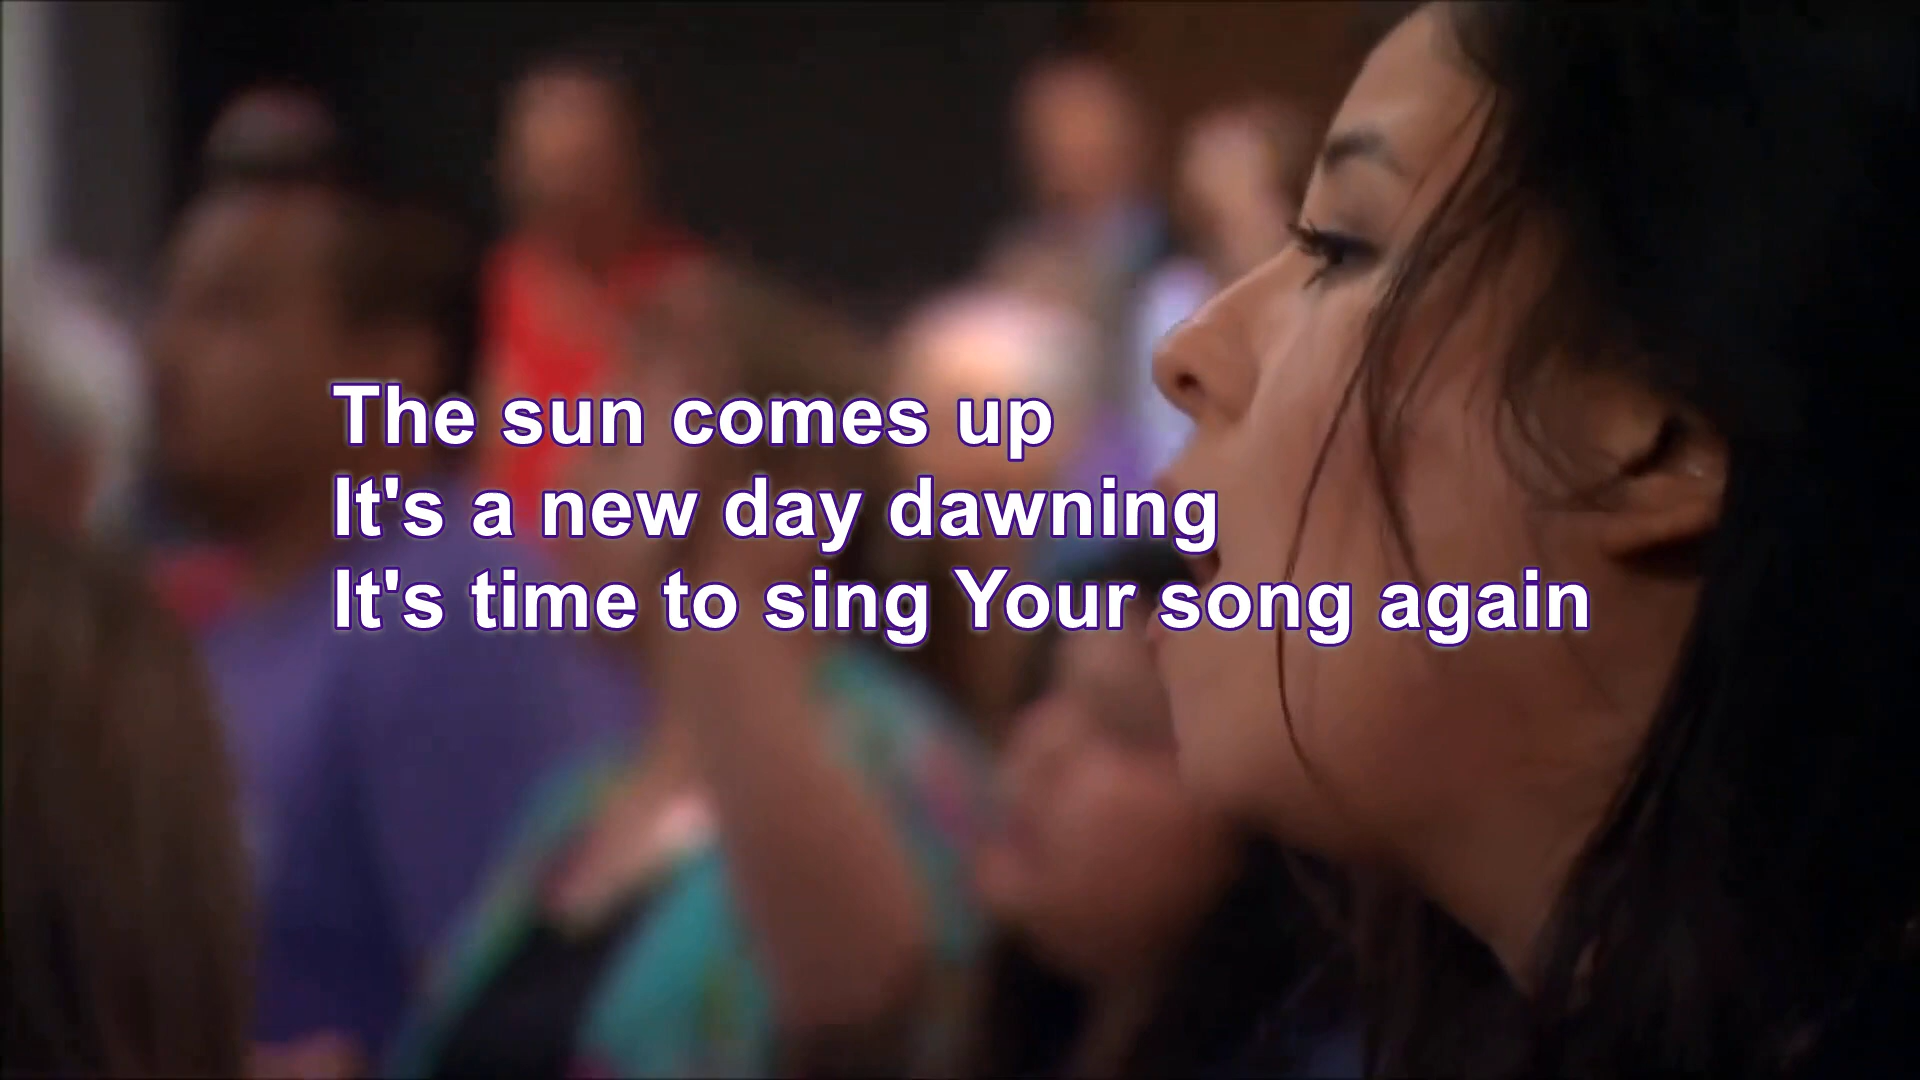 The sun comes up
It's a new day dawning
It's time to sing Your song again